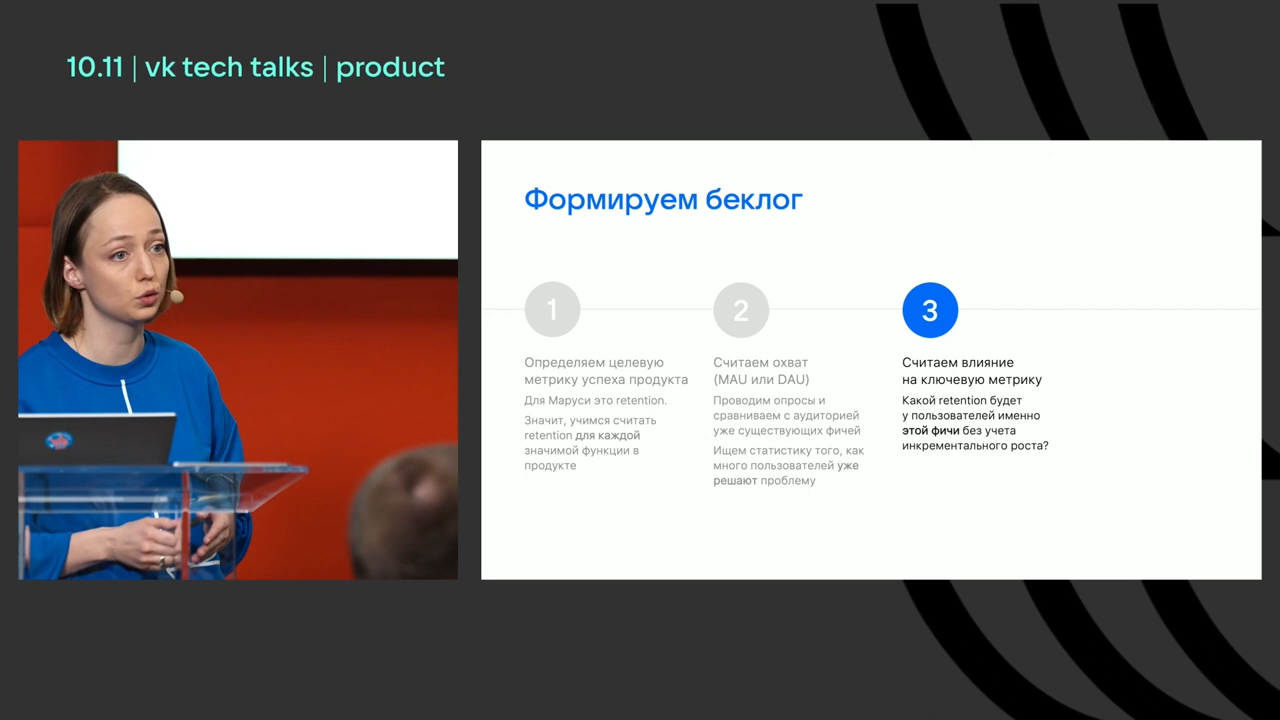 10.11 | vk tech talks | product
Формируем беклог
1
Определяем целевую
метрику успеха продукта
Для Маруси это retention.
Значит, учимся считать
retention для каждой
значимой функции в
продукте
2
Считаем охват
(MAU или DAU)
Проводим опросы и
сравниваем с аудиторией
уже существующих фичей
Ищем статистику того, как
много пользователей уже
решают проблему
3
Считаем влияние
на ключевую метрику
Какой retention будет
у пользователей именно
этой фичи без учета
инкрементального роста?